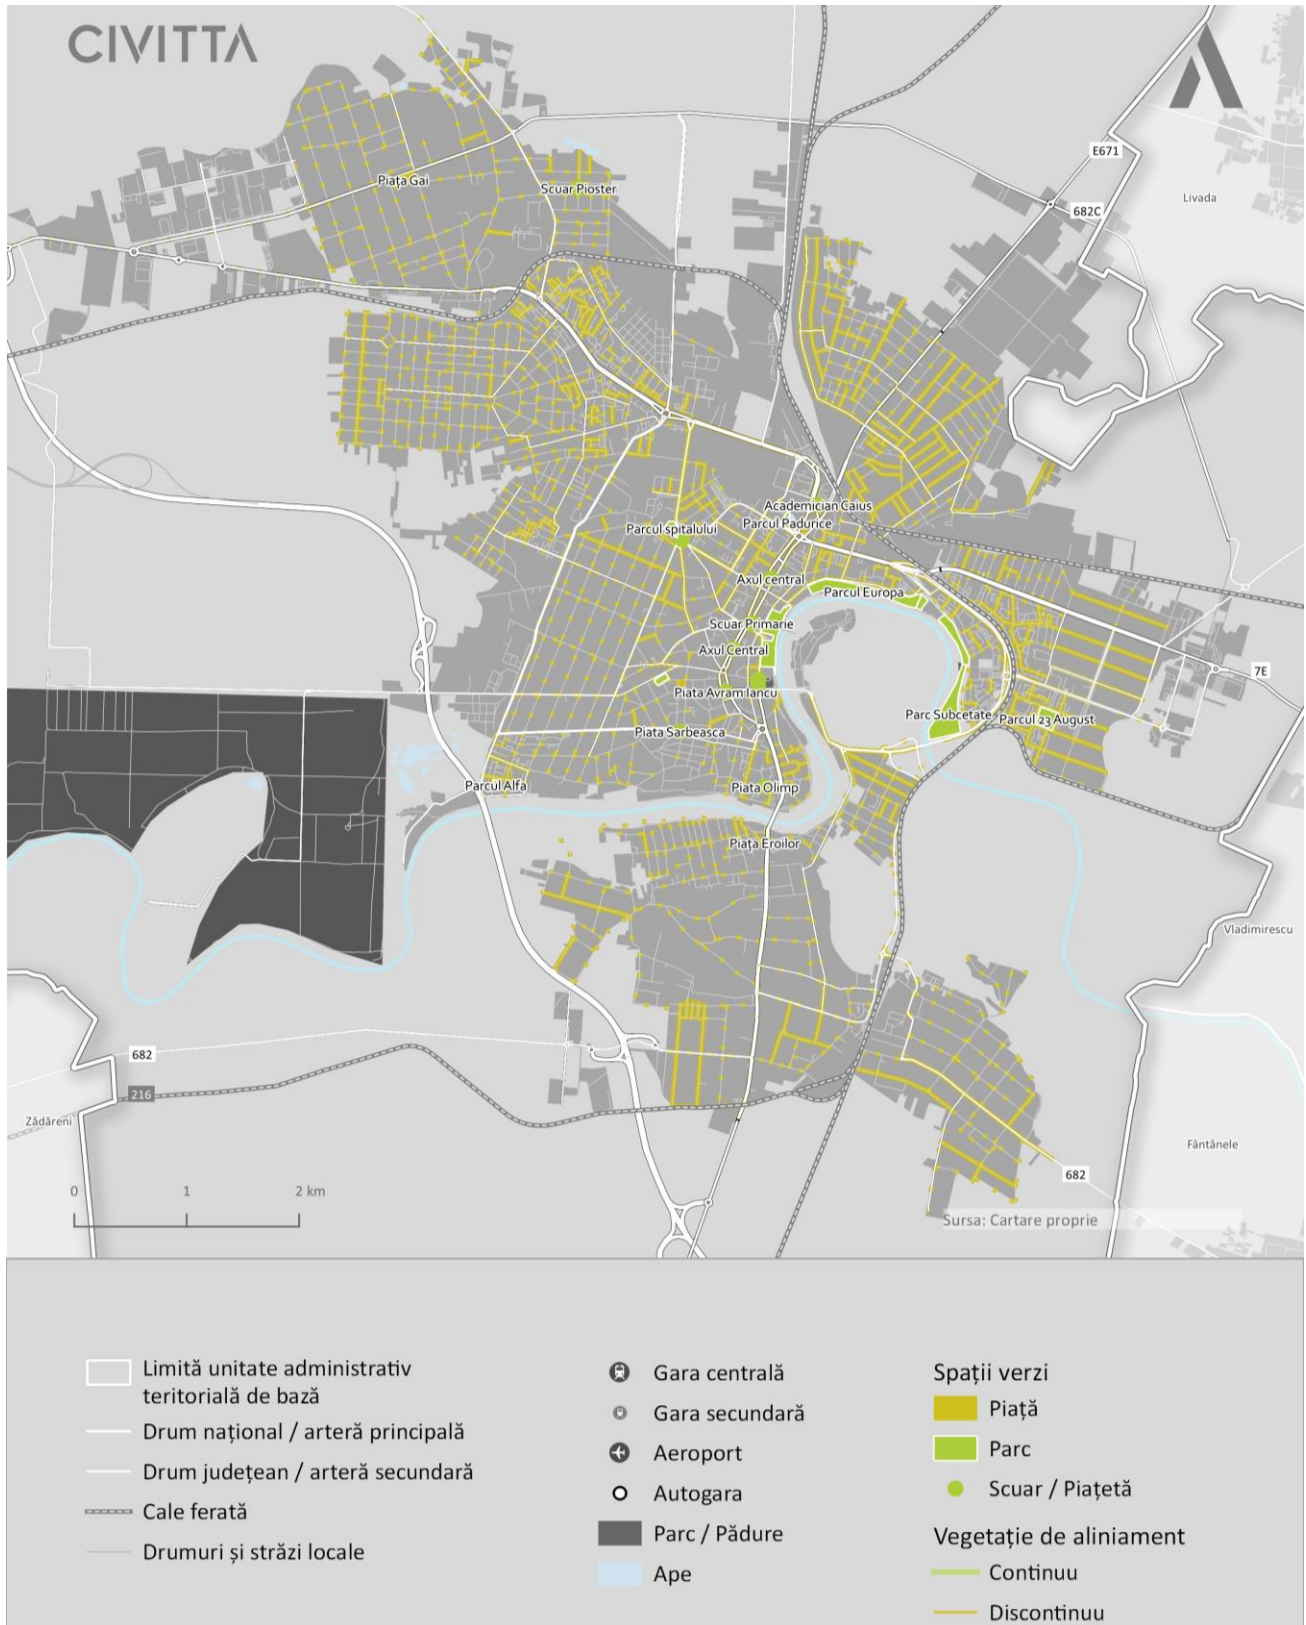 CIVITTA
E671
Livada
682C
Piața Gai
Scuar Pioster
Academician Caius
Parcul Padurice
Parcul spitalului
Axul central
Parcul Europa
Scuar Primarie
Axul Central
7E
Piata Avram Iancu
Parc Subcetate
Parcul 23 August
Piata Sarbeasca
Parcul Alfa
Piata Olimp
Piața Eroilor
Vladimirescu
682
216
Zădăreni
Fântânele
682
0 1 2 km
Sursa: Cartare proprie
Limită unitate administrativ
teritorială de bază
Drum național / arteră principală
Drum județean / arteră secundară
Cale ferată
Drumuri și străzi locale
Gara centrală
Gara secundară
Aeroport
Autogara
Parc / Pădure
Ape
Spații verzi
Piață
Parc
Scuar / Piațetă
Vegetație de aliniament
Continuu
Discontinuu